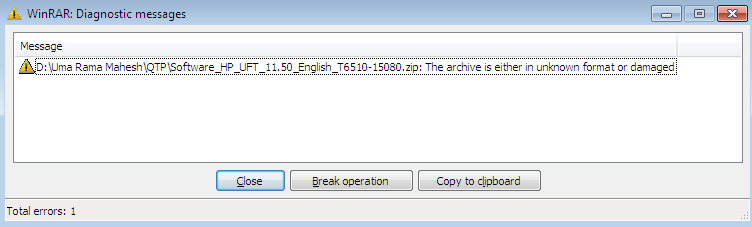 WinRAR: Diagnostic messages
Message
D:\Uma Rama Mahesh\QTP\Software_HP_UFT_11.50_English_T6510-15080.zip: The archive is either in unknown format or damaged
Close
Break operation
Copy to clipboard
Total errors: 1